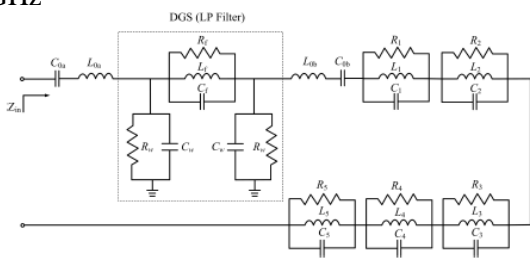 DGS (LP Filter)
C0a L0a Rf Lf Cf L0b C0b R1 L1 C1 R2 L2 C2
Zin
Rw Cw Cw Rw
R5 L5 C5 R4 L4 C4 R3 L3 C3